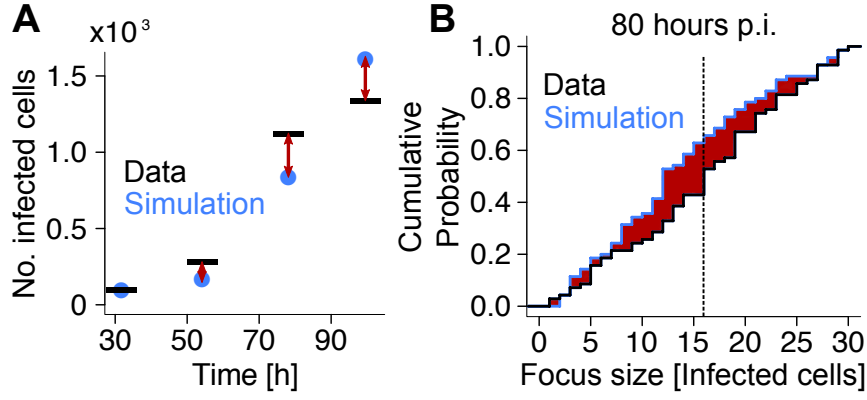 A
x10³
No. infected cells
1.5
1.0
0.5
0
Data
Simulation
30
50
70
90
Time [h]
B
80 hours p.i.
Cumulative
Probability
1.0
0.8
0.6
0.4
0.2
0.0
Data
Simulation
0
5
10
15
20
25
30
Focus size [Infected cells]